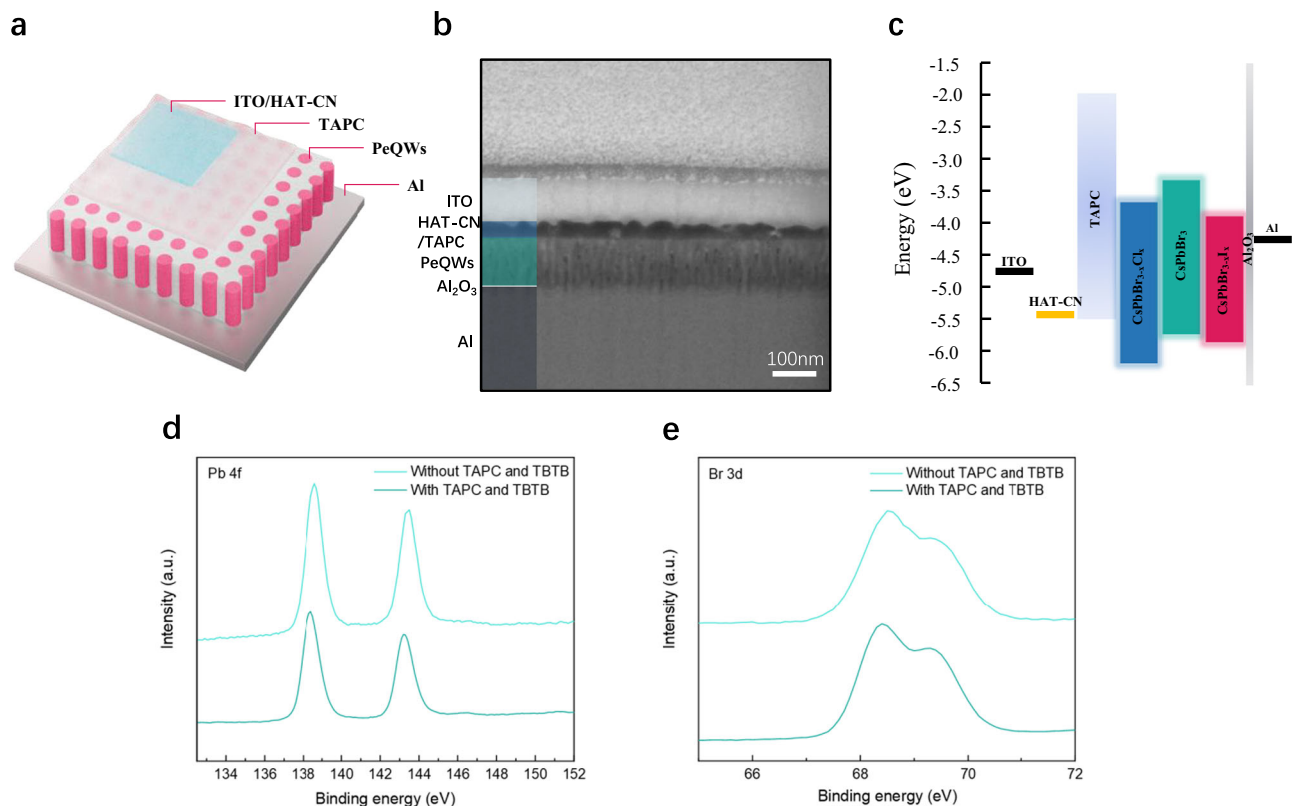 a
ITO/HAT-CN
TAPC
PeQWs
Al
b
ITO
HAT-CN
/TAPC
PeQWs
Al₂O₃
Al
100nm
c
Energy (eV)
-1.5
-2.0
-2.5
-3.0
-3.5
-4.0
-4.5
-5.0
-5.5
-6.0
-6.5
ITO
HAT-CN
TAPC
CsPbBr₃₋ₓClₓ
CsPbBr₃
CsPbBr₃₋ₓIₓ
Al₂O₃
Al
d
Pb 4f
Without TAPC and TBTB
With TAPC and TBTB
Intensity (a.u.)
134 136 138 140 142 144 146 148 150 152
Binding energy (eV)
e
Br 3d
Without TAPC and TBTB
With TAPC and TBTB
Intensity (a.u.)
66 68 70 72
Binding energy (eV)